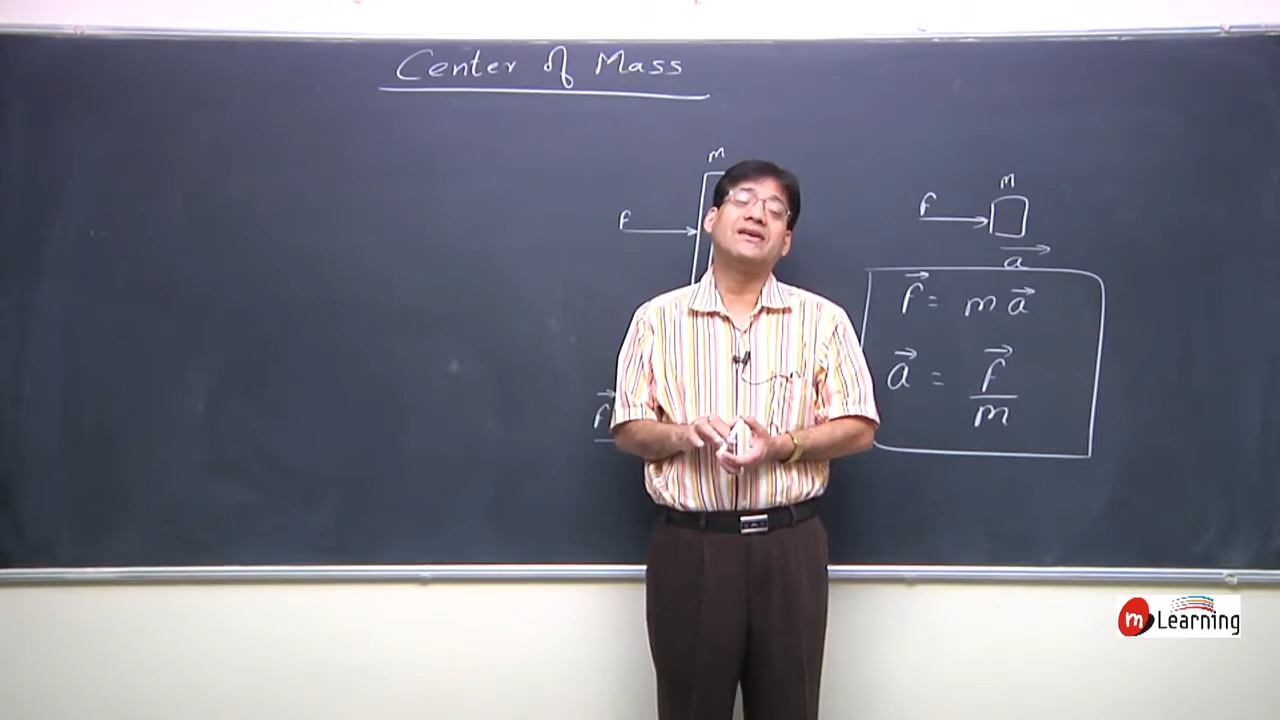 Center of Mass
m
F
F
m
a
F = m a
a = F
m
F
m Learning